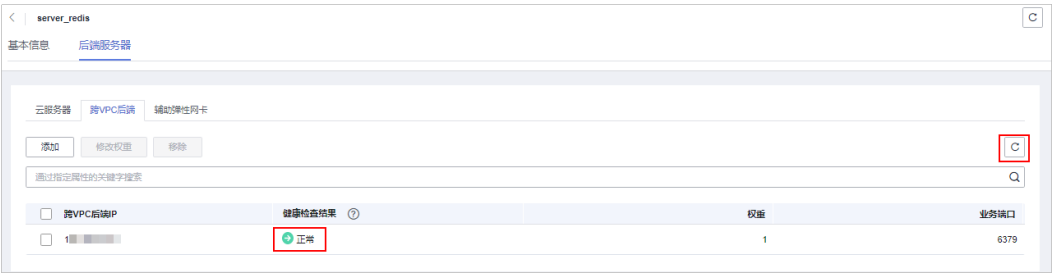 server_redis
基本信息 后端服务器
云服务器 跨VPC后端 辅助弹性网卡
添加 修改权重 移除
通过指定属性的关键字搜索
跨VPC后端IP 健康检查结果 权重 业务端口
正常 1 6379